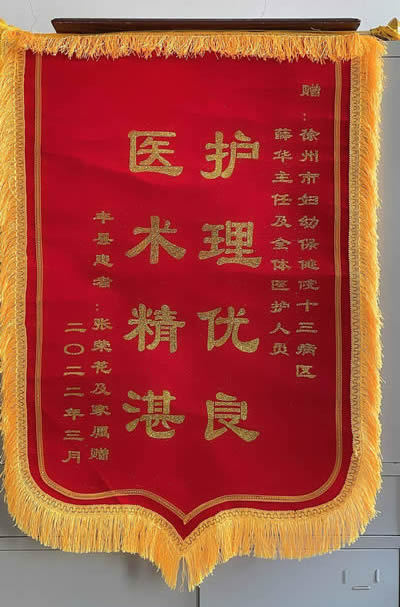 赠：徐州市妇幼保健院十三病区
薛华主任及全体医护人员
护理优良
医术精湛
丰县患者：张荣花及家属赠
二〇二二年三月